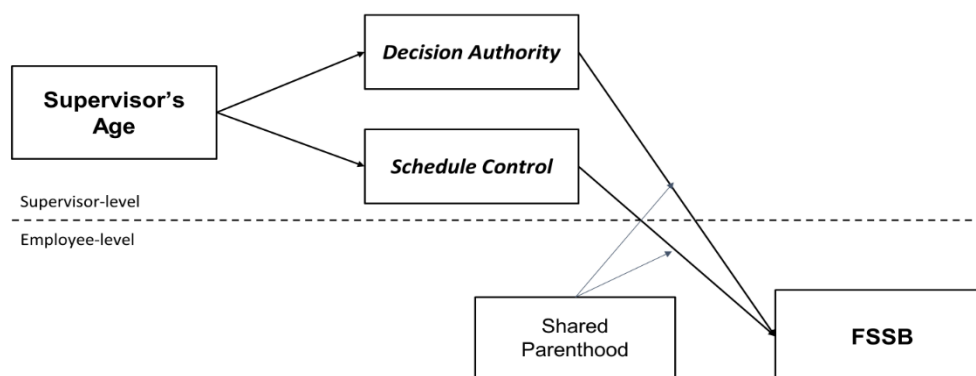 Decision Authority
Supervisor's
Age
Schedule Control
Supervisor-level
Employee-level
Shared
Parenthood
FSSB